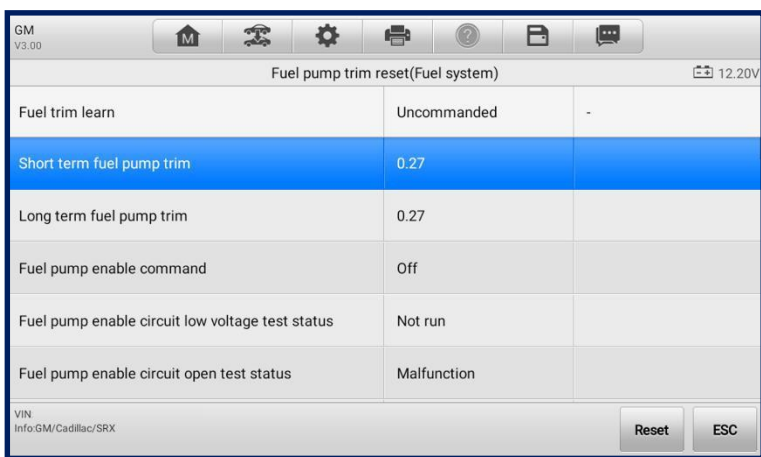 GM
V3.00
M
?
Fuel pump trim reset(Fuel system)
12.20V
Fuel trim learn Uncommanded -
Short term fuel pump trim 0.27
Long term fuel pump trim 0.27
Fuel pump enable command Off
Fuel pump enable circuit low voltage test status Not run
Fuel pump enable circuit open test status Malfunction
VIN
Info:GM/Cadillac/SRX
Reset ESC